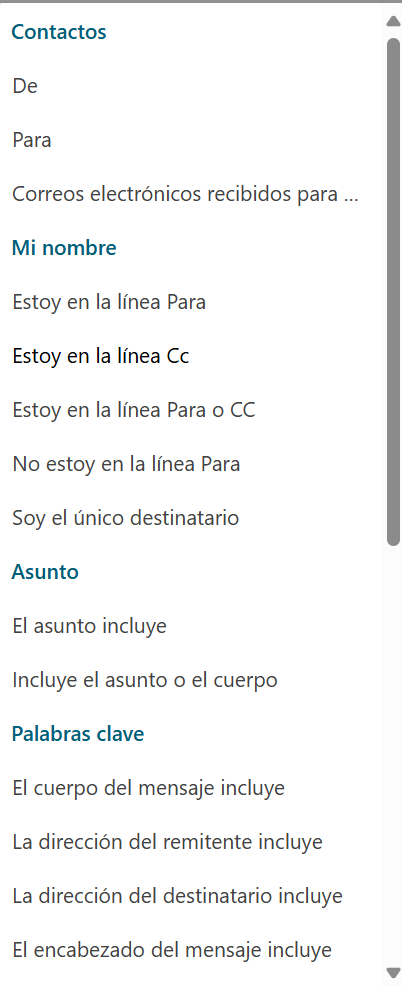 Contactos
De
Para
Correos electrónicos recibidos para ...
Mi nombre
Estoy en la línea Para
Estoy en la línea Cc
Estoy en la línea Para o CC
No estoy en la línea Para
Soy el único destinatario
Asunto
El asunto incluye
Incluye el asunto o el cuerpo
Palabras clave
El cuerpo del mensaje incluye
La dirección del remitente incluye
La dirección del destinatario incluye
El encabezado del mensaje incluye